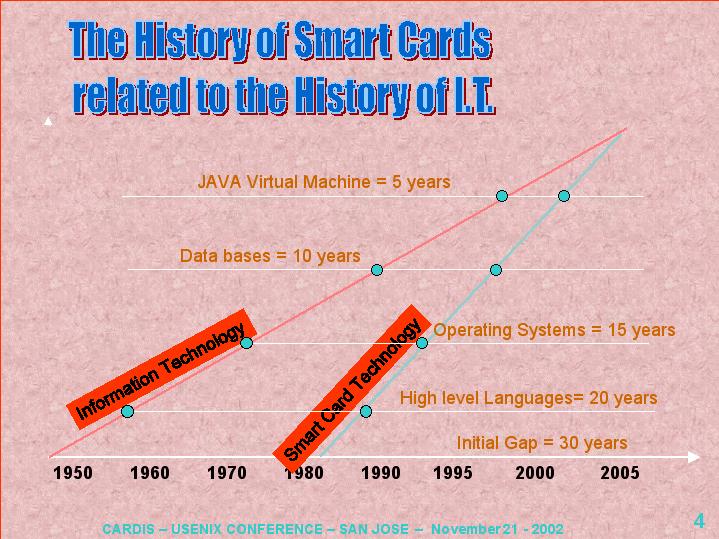 The History of Smart Cards
related to the History of I.T.
JAVA Virtual Machine = 5 years
Data bases = 10 years
Information Technology
Smart Card Technology
Operating Systems = 15 years
High level Languages= 20 years
Initial Gap = 30 years
1950 1960 1970 1980 1990 1995 2000 2005
CARDIS – USENIX CONFERENCE – SAN JOSE – November 21 - 2002
4